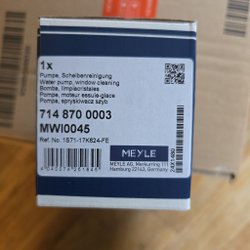 1x
Pumpe, Scheibenreinigung
Water pump, window cleaning
Bomba, limpiacristales
Pompe, moteur essuie-glace
Pompa, spryskiwacz szyb
714 870 0003
MWI0045
Ref. No. 1S71-17K624-FE
MEYLE
MEYLE AG, Merkurring 111
Hamburg 22143, Germany